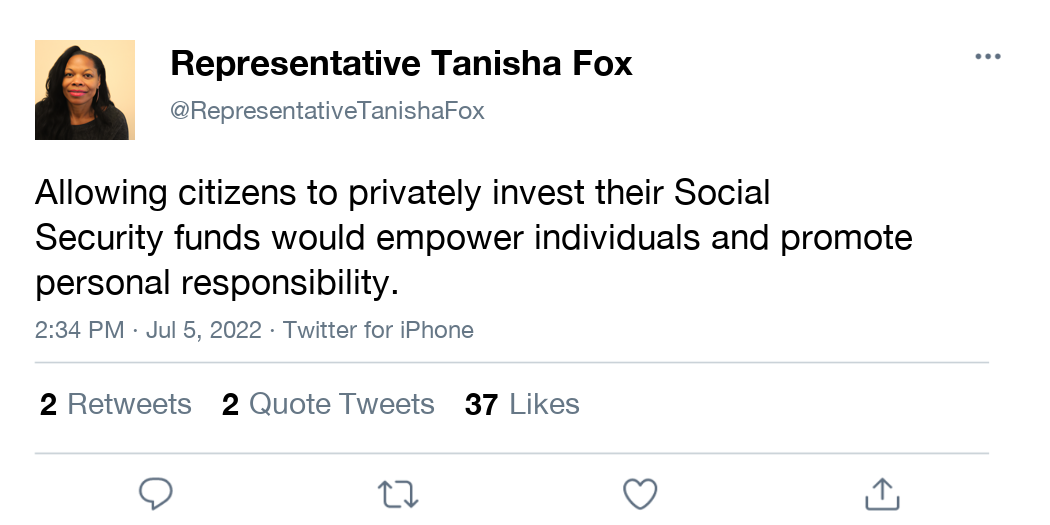 Representative Tanisha Fox
@RepresentativeTanishaFox
Allowing citizens to privately invest their Social
Security funds would empower individuals and promote
personal responsibility.
2:34 PM · Jul 5, 2022 · Twitter for iPhone
2 Retweets 2 Quote Tweets 37 Likes